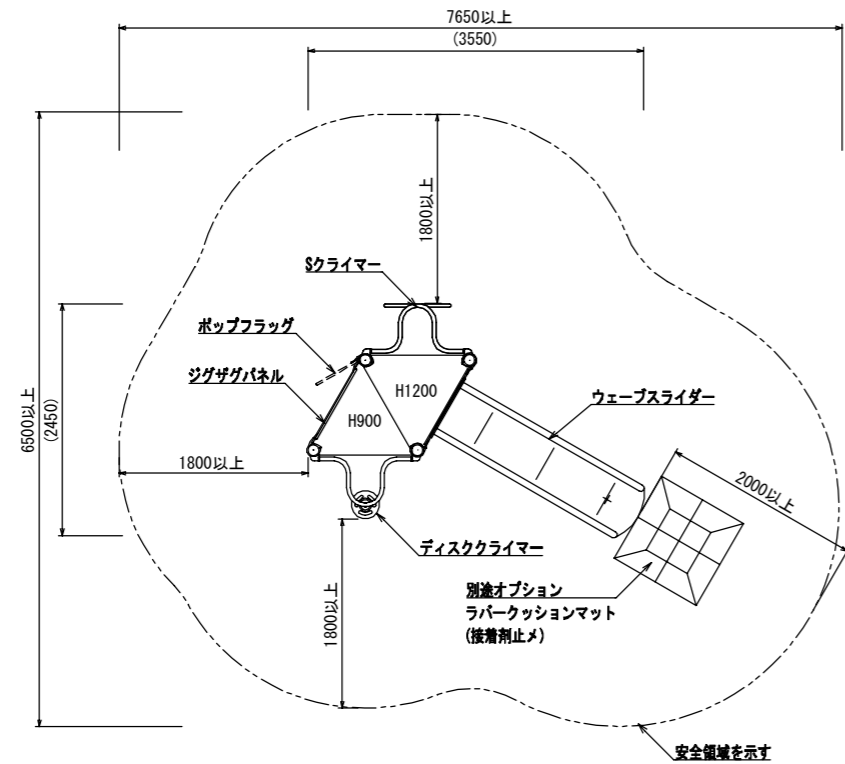 7650以上
(3550)
1800以上
Sクライマー
ポップフラッグ
ジグザグパネル
H1200
H900
ウェーブスライダー
6500以上
(2450)
1800以上
2000以上
ディスククライマー
1800以上
別途オプション
ラバークッションマット
(接着剤止メ)
安全領域を示す